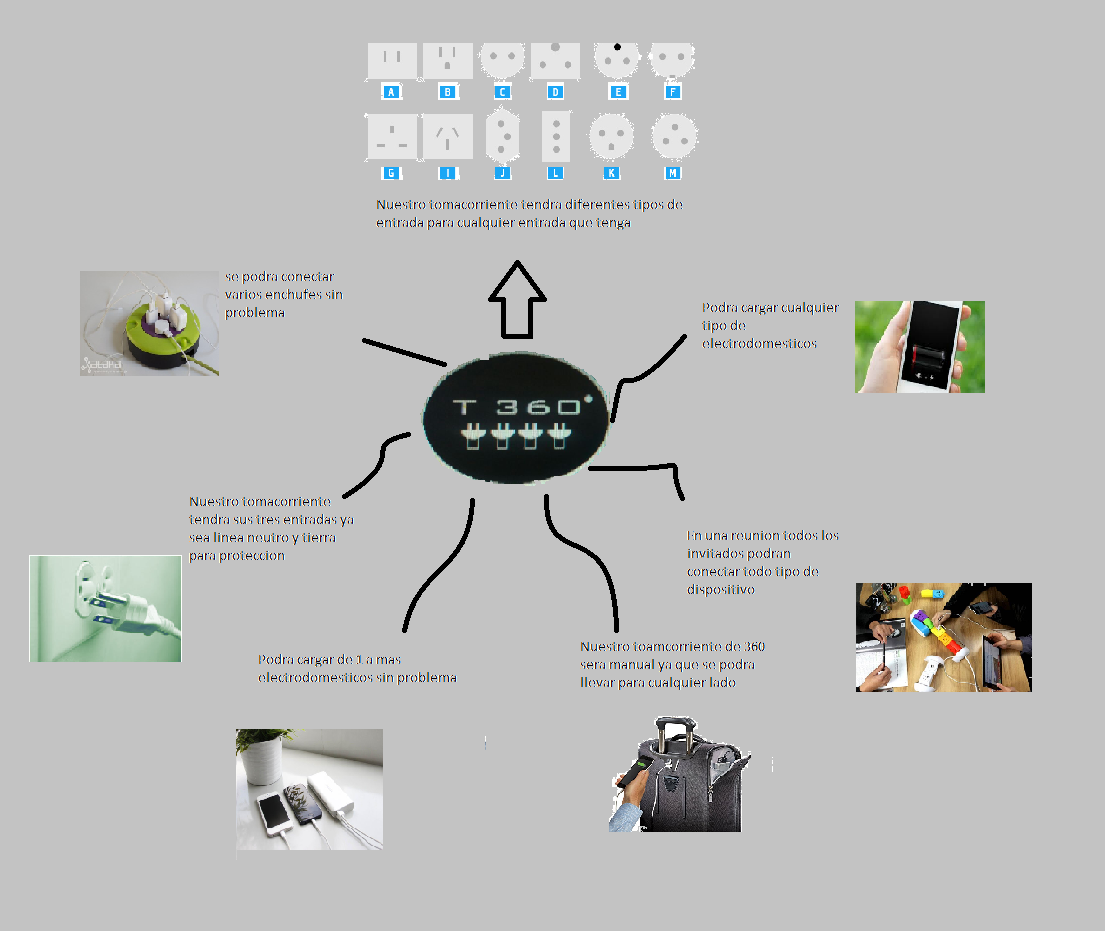 A B C D E F
G I J L K M
Nuestro tomacorriente tendra diferentes tipos de
entrada para cualquier entrada que tenga
se podra conectar
varios enchufes sin
problema
Podra cargar cualquier
tipo de
electrodomesticos
xataka
T 360°
Nuestro tomacorriente
tendra sus tres entradas ya
sea linea neutro y tierra
para proteccion
En una reunion todos los
invitados podran
conectar todo tipo de
dispositivo
Podra cargar de 1 a mas
electrodomesticos sin problema
Nuestro toamcorriente de 360
sera manual ya que se podra
llevar para cualquier lado